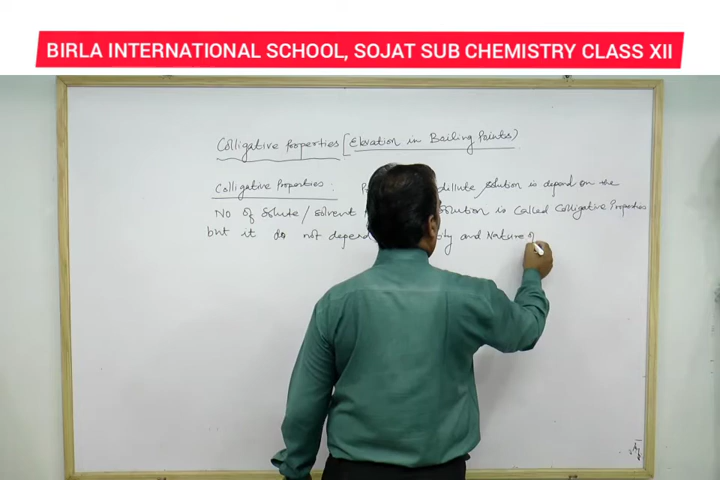 BIRLA INTERNATIONAL SCHOOL, SOJAT SUB CHEMISTRY CLASS XII
Colligative Properties [Elevation in Boiling Points)
Colligative Properties : dillute solution is depend on the
No of solute / solvent solution is called Colligative Properties
but it do not depend and Nature